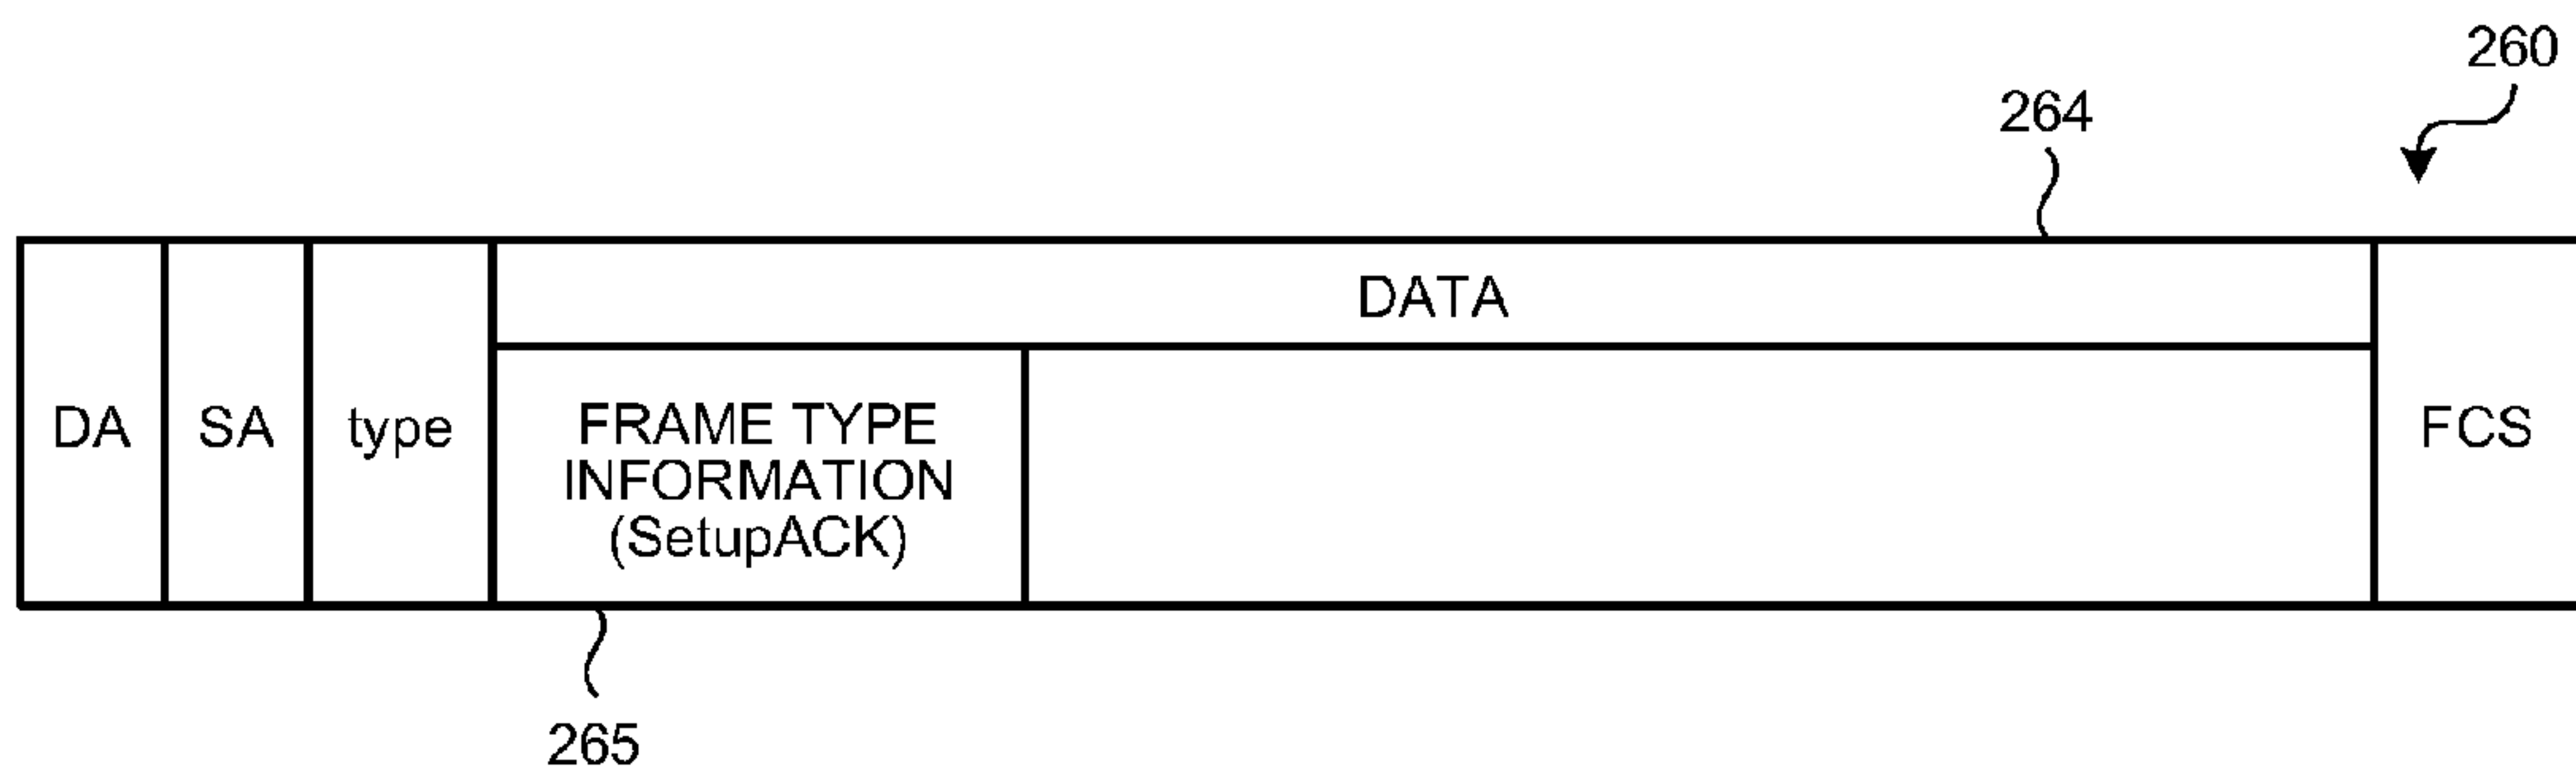 260
264
DATA
DA
SA
type
FRAME TYPE
INFORMATION
(SetupACK)
FCS
265